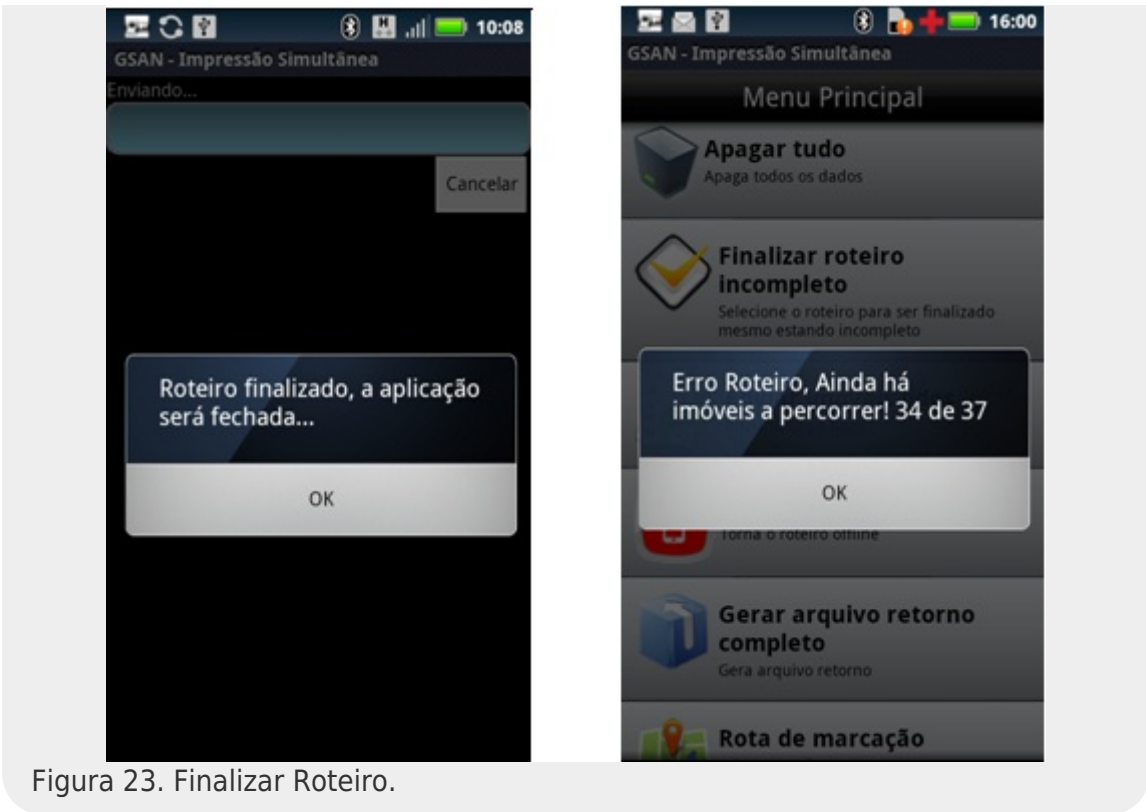 10:08
GSAN - Impressão Simultânea
Enviando...
Cancelar
Roteiro finalizado, a aplicação
será fechada...
OK
16:00
GSAN - Impressão Simultânea
Menu Principal
Apagar tudo
Apaga todos os dados
Finalizar roteiro
incompleto
Selecione o roteiro para ser finalizado
mesmo estando incompleto
Erro Roteiro, Ainda há
imóveis a percorrer! 34 de 37
OK
Torna o roteiro offline
Gerar arquivo retorno
completo
Gera arquivo retorno
Rota de marcação
Figura 23. Finalizar Roteiro.